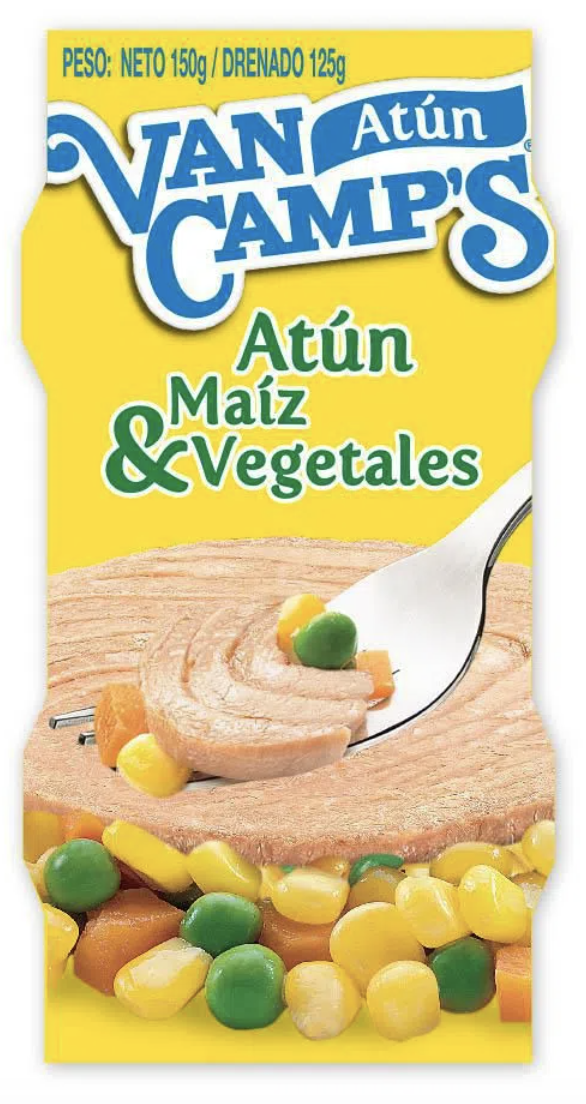 PESO: NETO 150g / DRENADO 125g
Atún
VAN
CAMP'S®
Atún
Maíz
&Vegetales